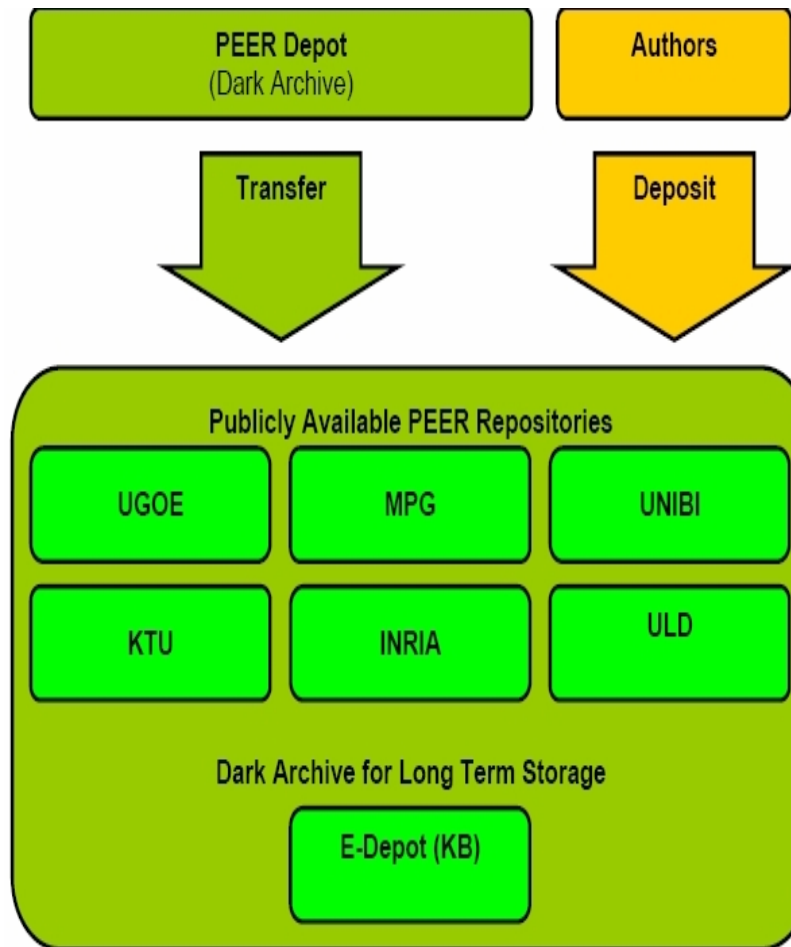 PEER Depot
(Dark Archive)
Authors
Transfer
Deposit
Publicly Available PEER Repositories
UGOE
MPG
UNIBI
KTU
INRIA
ULD
Dark Archive for Long Term Storage
E-Depot (KB)